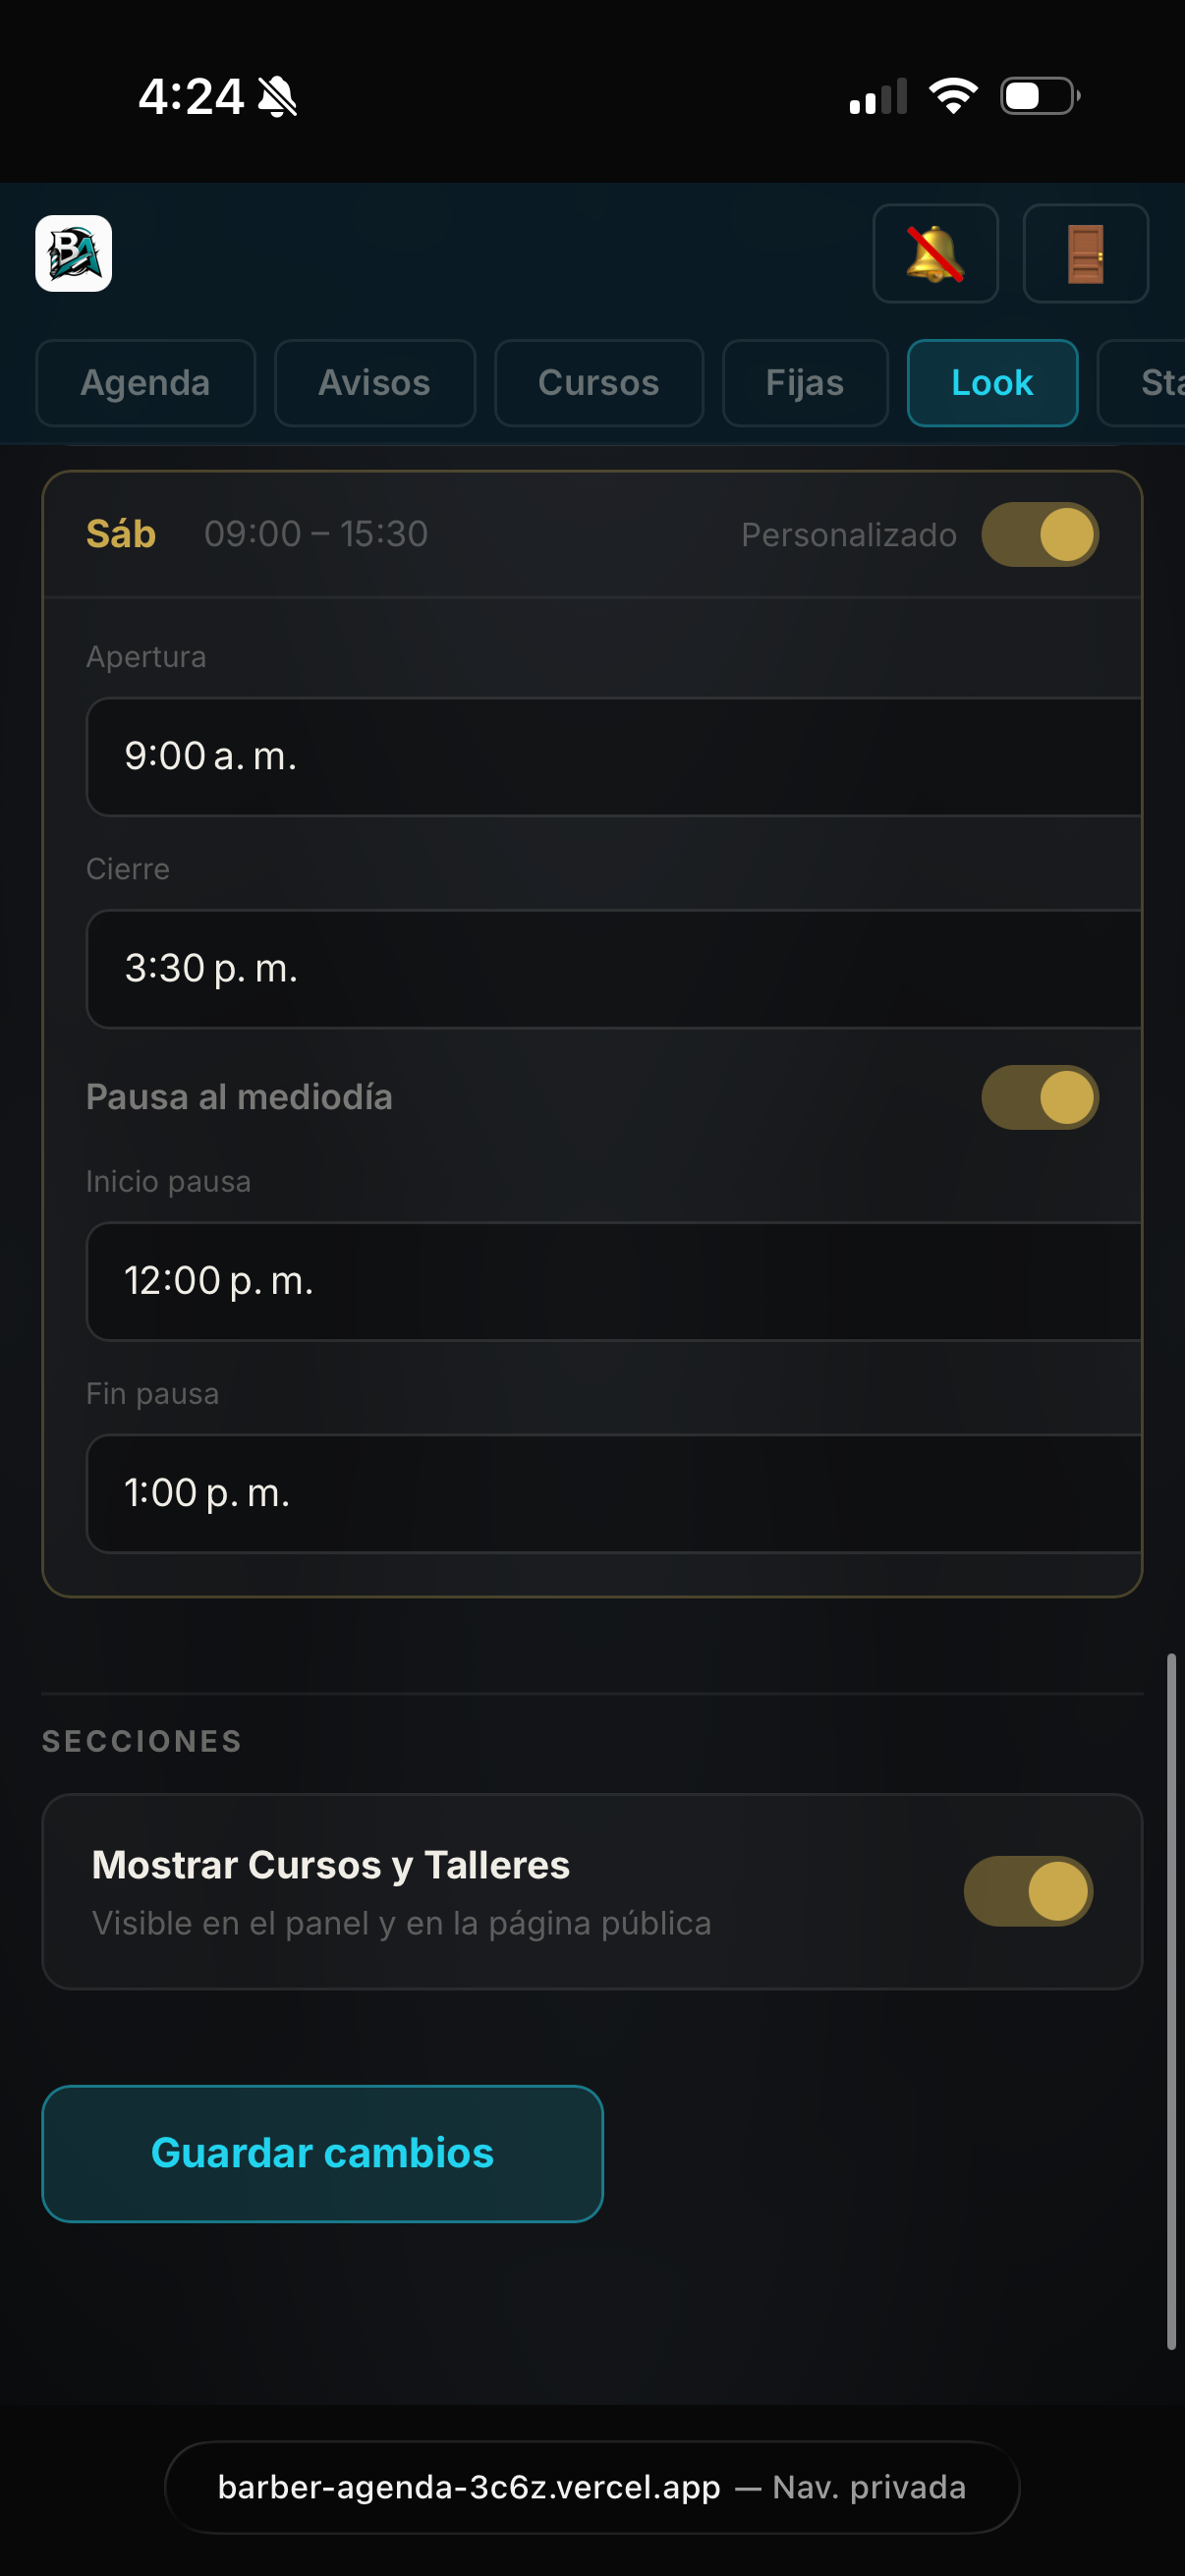 4:24
BA
Agenda
Avisos
Cursos
Fijas
Look
Sta
Sáb 09:00 – 15:30 Personalizado
Apertura
9:00 a. m.
Cierre
3:30 p. m.
Pausa al mediodía
Inicio pausa
12:00 p. m.
Fin pausa
1:00 p. m.
SECCIONES
Mostrar Cursos y Talleres
Visible en el panel y en la página pública
Guardar cambios
barber-agenda-3c6z.vercel.app — Nav. privada